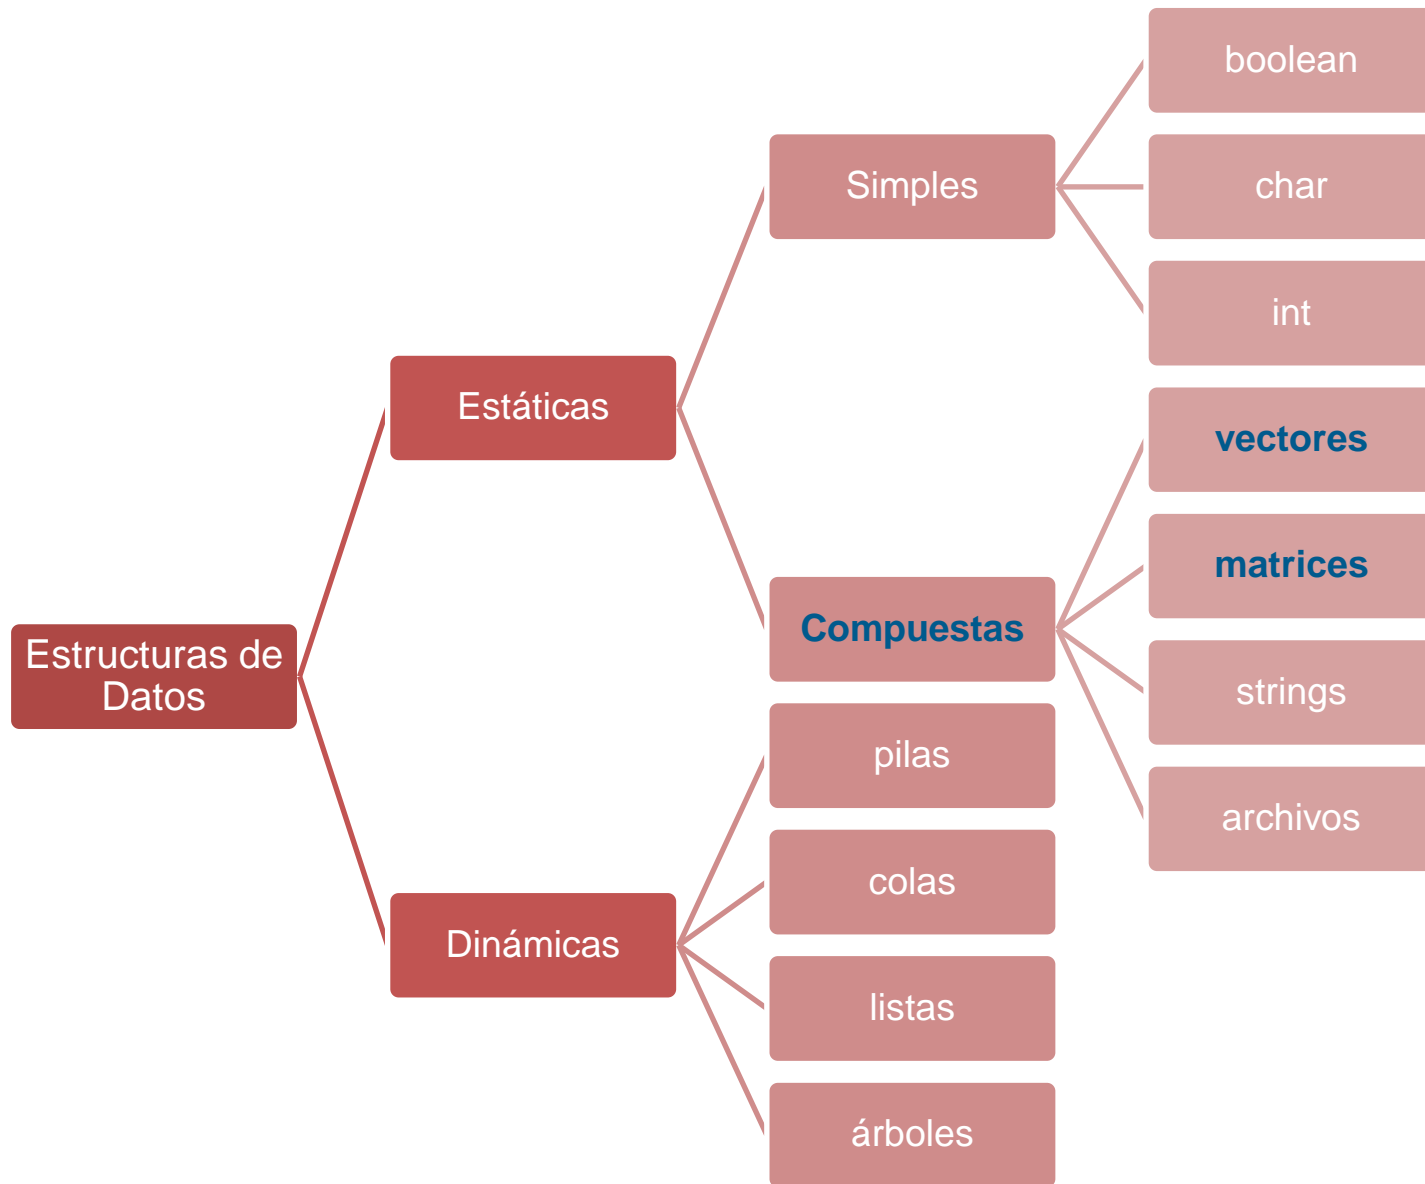 Estructuras de
Datos
Estáticas
Simples
boolean
char
int
Compuestas
vectores
matrices
strings
archivos
Dinámicas
pilas
colas
listas
árboles